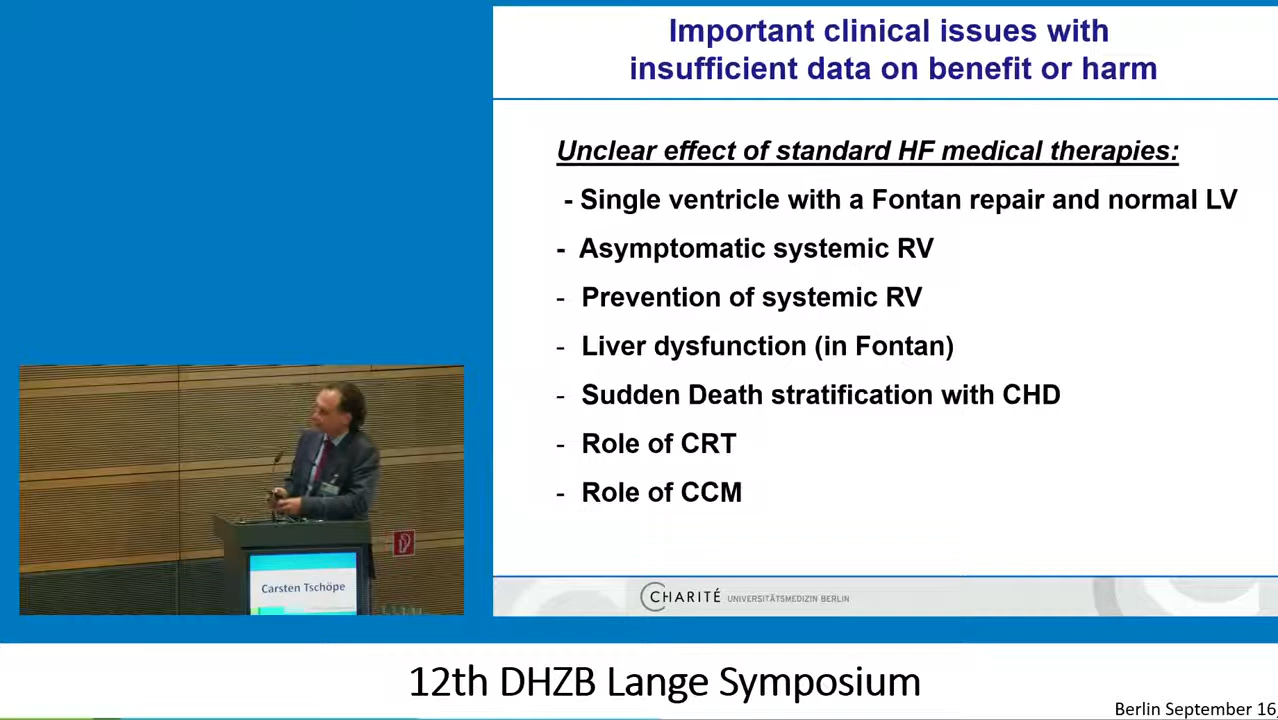 Important clinical issues with
insufficient data on benefit or harm
Unclear effect of standard HF medical therapies:
- Single ventricle with a Fontan repair and normal LV
- Asymptomatic systemic RV
- Prevention of systemic RV
- Liver dysfunction (in Fontan)
- Sudden Death stratification with CHD
- Role of CRT
- Role of CCM
CHARITÉ UNIVERSITÄTSMEDIZIN BERLIN
Carsten Tschöpe
12th DHZB Lange Symposium
Berlin September 16